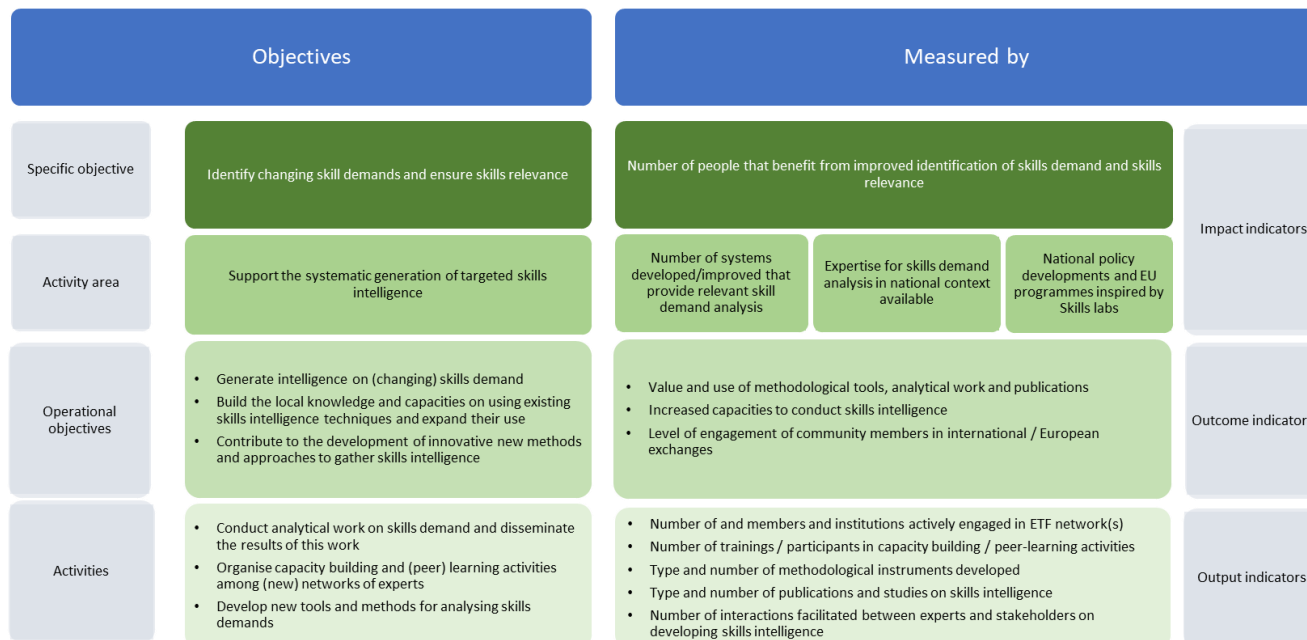 Objectives
Measured by
Specific objective
Identify changing skill demands and ensure skills relevance
Number of people that benefit from improved identification of skills demand and skills
relevance
Impact indicators
Activity area
Support the systematic generation of targeted skills
intelligence
Number of systems
developed/improved that
provide relevant skill
demand analysis
Expertise for skills demand
analysis in national context
available
National policy
developments and EU
programmes inspired by
Skills labs
Operational
objectives
• Generate intelligence on (changing) skills demand
• Build the local knowledge and capacities on using existing
skills intelligence techniques and expand their use
• Contribute to the development of innovative new methods
and approaches to gather skills intelligence
• Value and use of methodological tools, analytical work and publications
• Increased capacities to conduct skills intelligence
• Level of engagement of community members in international / European
exchanges
Outcome indicator
Activities
• Conduct analytical work on skills demand and disseminate
the results of this work
• Organise capacity building and (peer) learning activities
among (new) networks of experts
• Develop new tools and methods for analysing skills
demands
• Number of and members and institutions actively engaged in ETF network(s)
• Number of trainings / participants in capacity building / peer-learning activities
• Type and number of methodological instruments developed
• Type and number of publications and studies on skills intelligence
• Number of interactions facilitated between experts and stakeholders on
developing skills intelligence
Output indicators